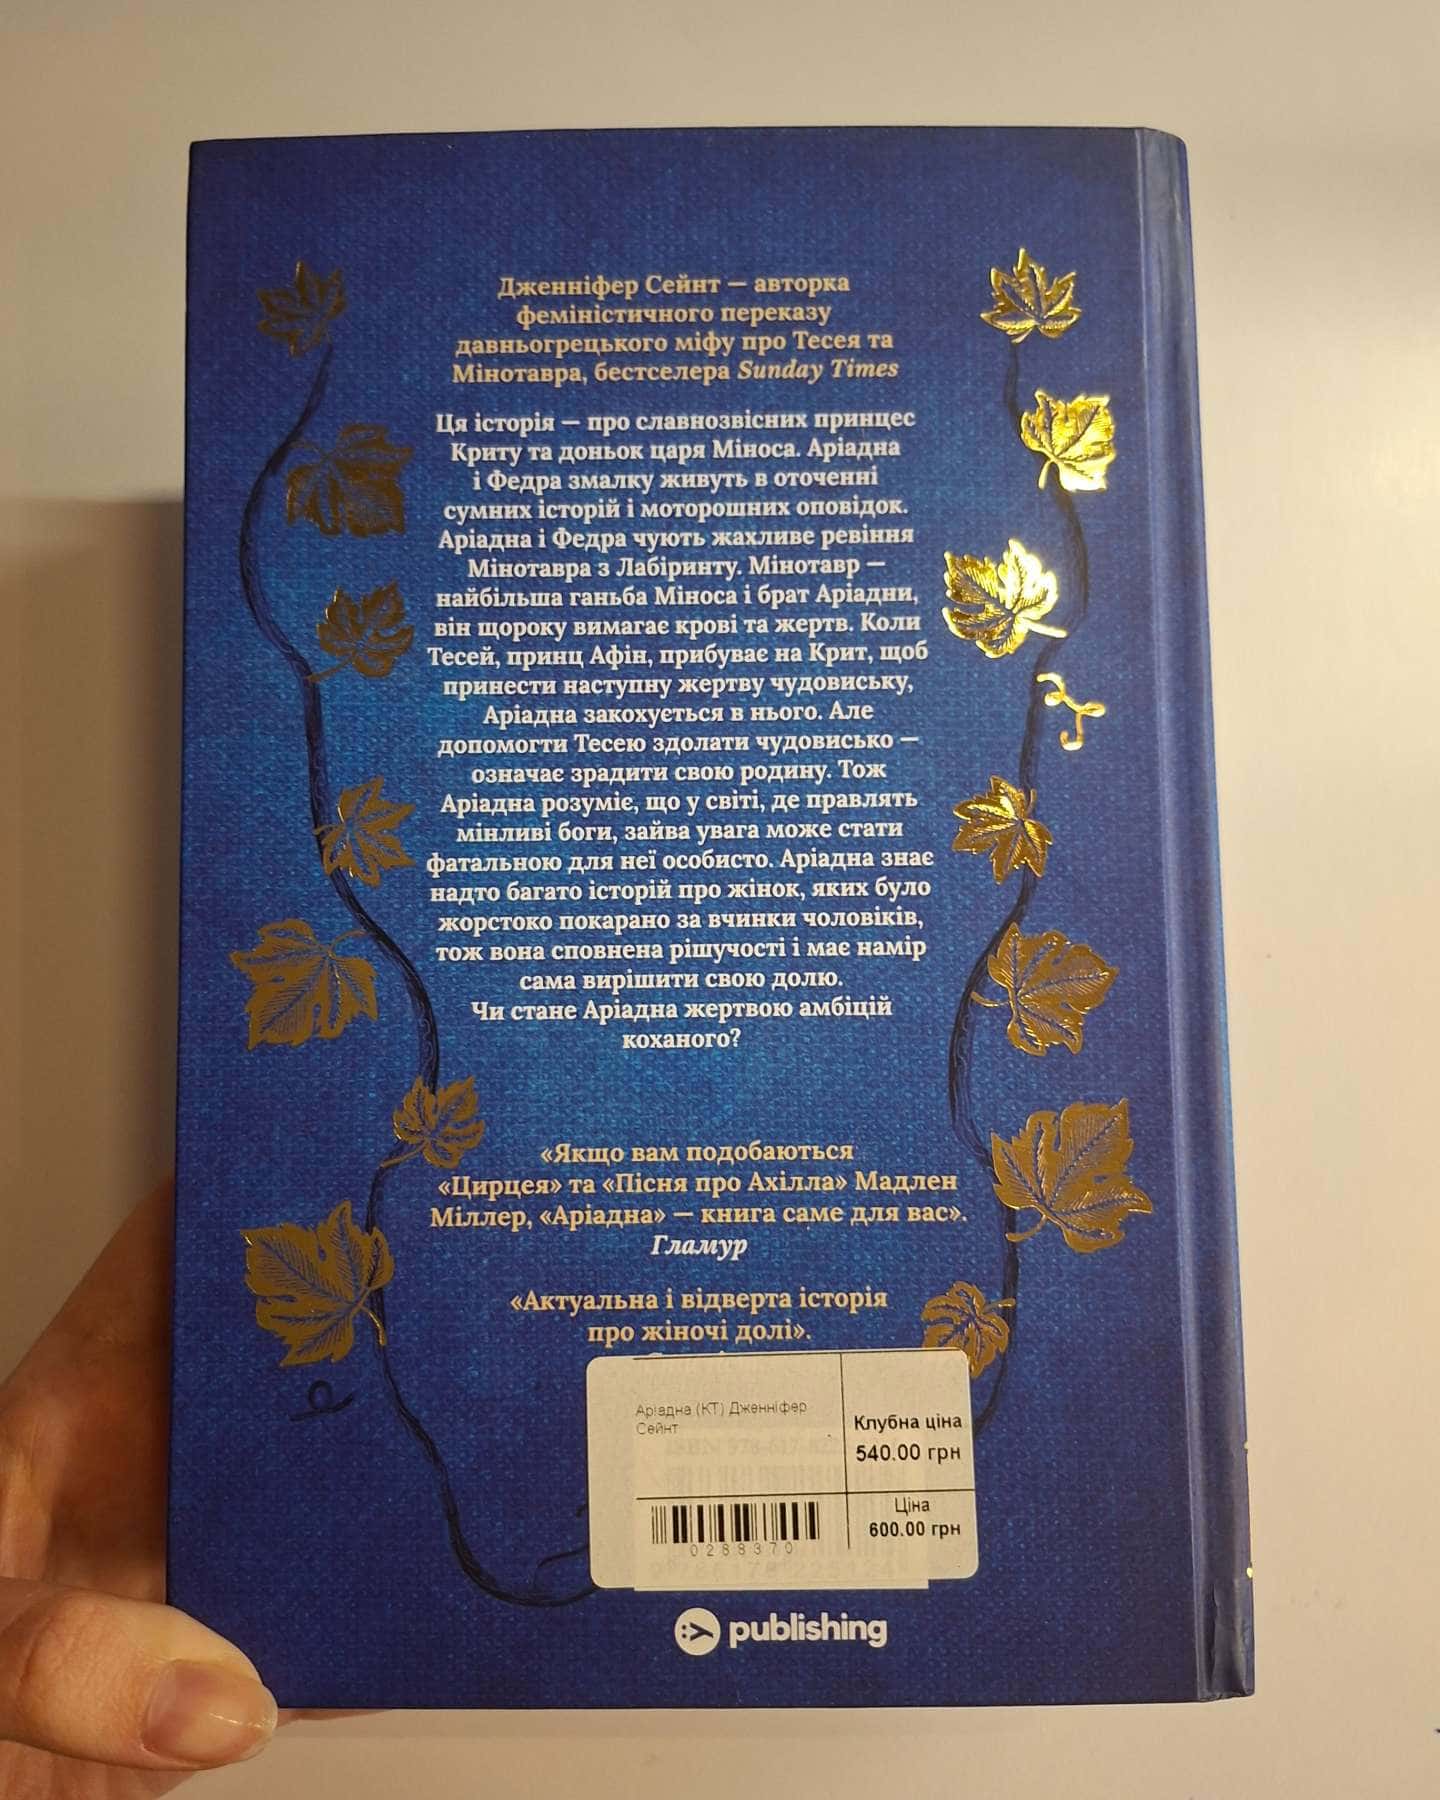 Дженніфер Сейнт — авторка
феміністичного переказу
давньогрецького міфу про Тесея та
Мінотавра, бестселера Sunday Times
Ця історія — про славнозвісних принцес
Криту та доньок царя Міноса. Аріадна
і Федра змалку живуть в оточенні
сумних історій і моторошних оповідок.
Аріадна і Федра чують жахливе ревіння
Мінотавра з Лабіринту. Мінотавр —
найбільша ганьба Міноса і брат Аріадни,
він щороку вимагає крові та жертв. Коли
Тесей, принц Афін, прибуває на Крит, щоб
принести наступну жертву чудовиську,
Аріадна закохується в нього. Але
допомогти Тесею здолати чудовисько —
означає зрадити свою родину. Тож
Аріадна розуміє, що у світі, де правлять
мінливі боги, зайва увага може стати
фатальною для неї особисто. Аріадна знає
надто багато історій про жінок, яких було
жорстоко покарано за вчинки чоловіків,
тож вона сповнена рішучості і має намір
сама вирішити свою долю.
Чи стане Аріадна жертвою амбіцій
коханого?
«Якщо вам подобаються
«Цирцея» та «Пісня про Ахілла» Мадлен
Міллер, «Аріадна» — книга саме для вас».
Гламур
«Актуальна і відверта історія
про жіночі долі».
Аріадна (КТ) Дженніфер
Сейнт
Клубна ціна
540.00 грн
Ціна
600.00 грн
0288370
:Y publishing